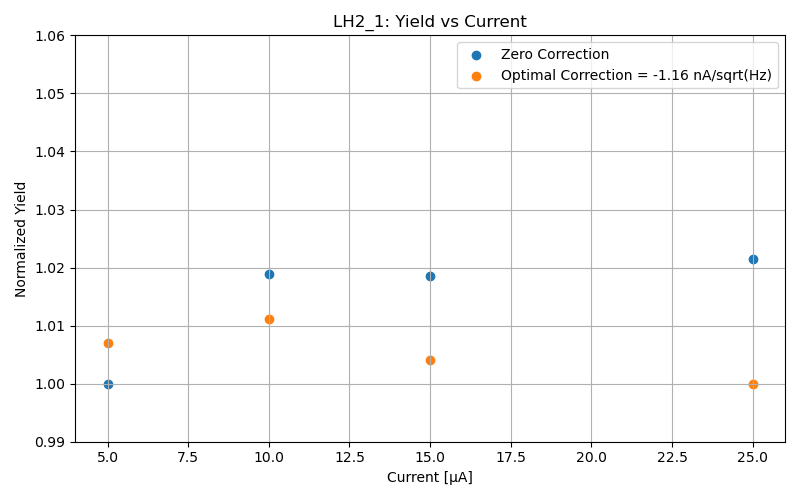 LH2_1: Yield vs Current
Zero Correction
Optimal Correction = -1.16 nA/sqrt(Hz)
Normalized Yield
1.06
1.05
1.04
1.03
1.02
1.01
1.00
0.99
5.0 7.5 10.0 12.5 15.0 17.5 20.0 22.5 25.0
Current [μA]